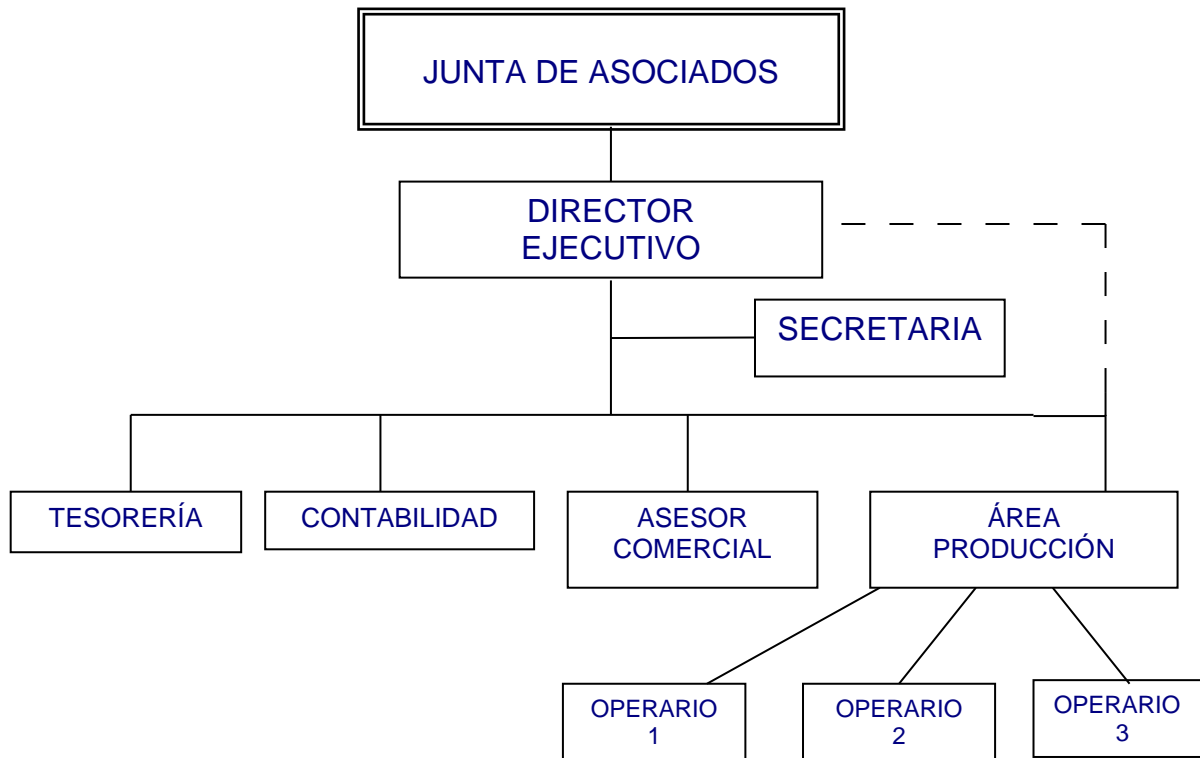 JUNTA DE ASOCIADOS
DIRECTOR
EJECUTIVO
SECRETARIA
TESORERÍA
CONTABILIDAD
ASESOR
COMERCIAL
ÁREA
PRODUCCIÓN
OPERARIO
1
OPERARIO
2
OPERARIO
3